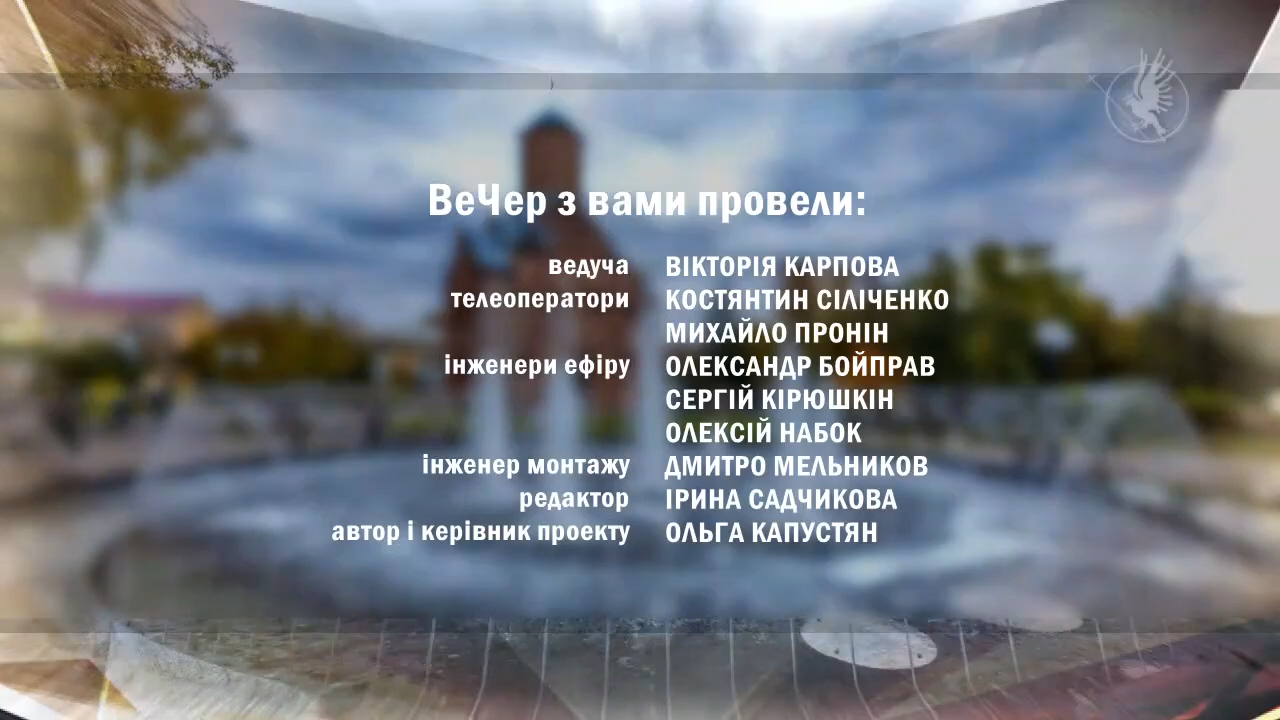 ВеЧер з вами провели:
ведуча ВІКТОРІЯ КАРПОВА
телеоператори КОСТЯНТИН СІЛІЧЕНКО
МИХАЙЛО ПРОНІН
інженери ефіру ОЛЕКСАНДР БОЙПРАВ
СЕРГІЙ КІРЮШКІН
ОЛЕКСІЙ НАБОК
інженер монтажу ДМИТРО МЕЛЬНИКОВ
редактор ІРИНА САДЧИКОВА
автор і керівник проекту ОЛЬГА КАПУСТЯН